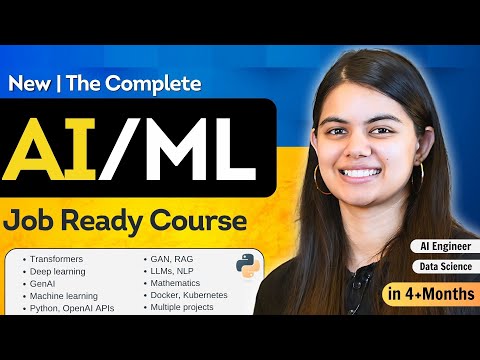 New | The Complete
AI/ML
Job Ready Course
• Transformers
• Deep learning
• GenAI
• Machine learning
• Python, OpenAI APIs
• GAN, RAG
• LLMs, NLP
• Mathematics
• Docker, Kubernetes
• Multiple projects
AI Engineer
Data Science
in 4+Months